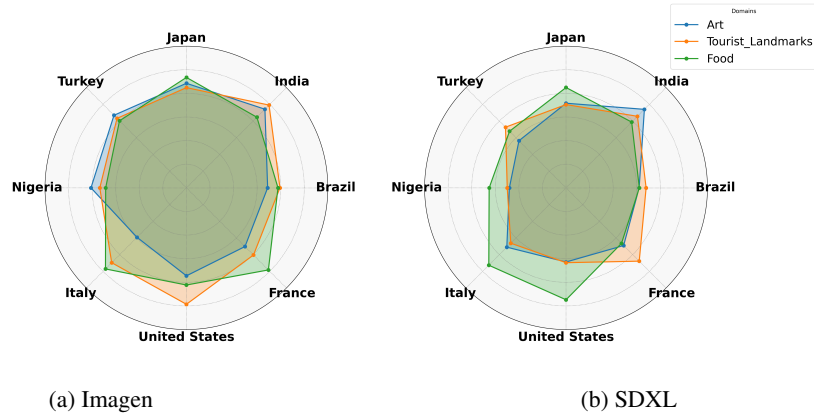 Domains
Art
Tourist_Landmarks
Food
Japan
Turkey
India
Nigeria
Brazil
Italy
France
United States
Japan
Turkey
India
Nigeria
Brazil
Italy
France
United States
(a) Imagen
(b) SDXL